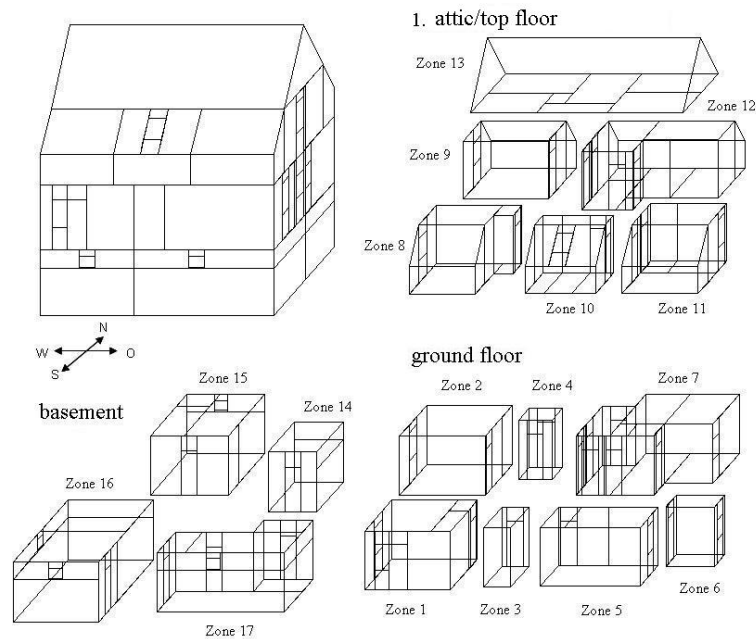 1. attic/top floor
Zone 13
Zone 12
Zone 9
Zone 8
Zone 10
Zone 11
N
W
O
S
ground floor
Zone 2
Zone 4
Zone 7
Zone 1
Zone 3
Zone 5
Zone 6
basement
Zone 15
Zone 14
Zone 16
Zone 17